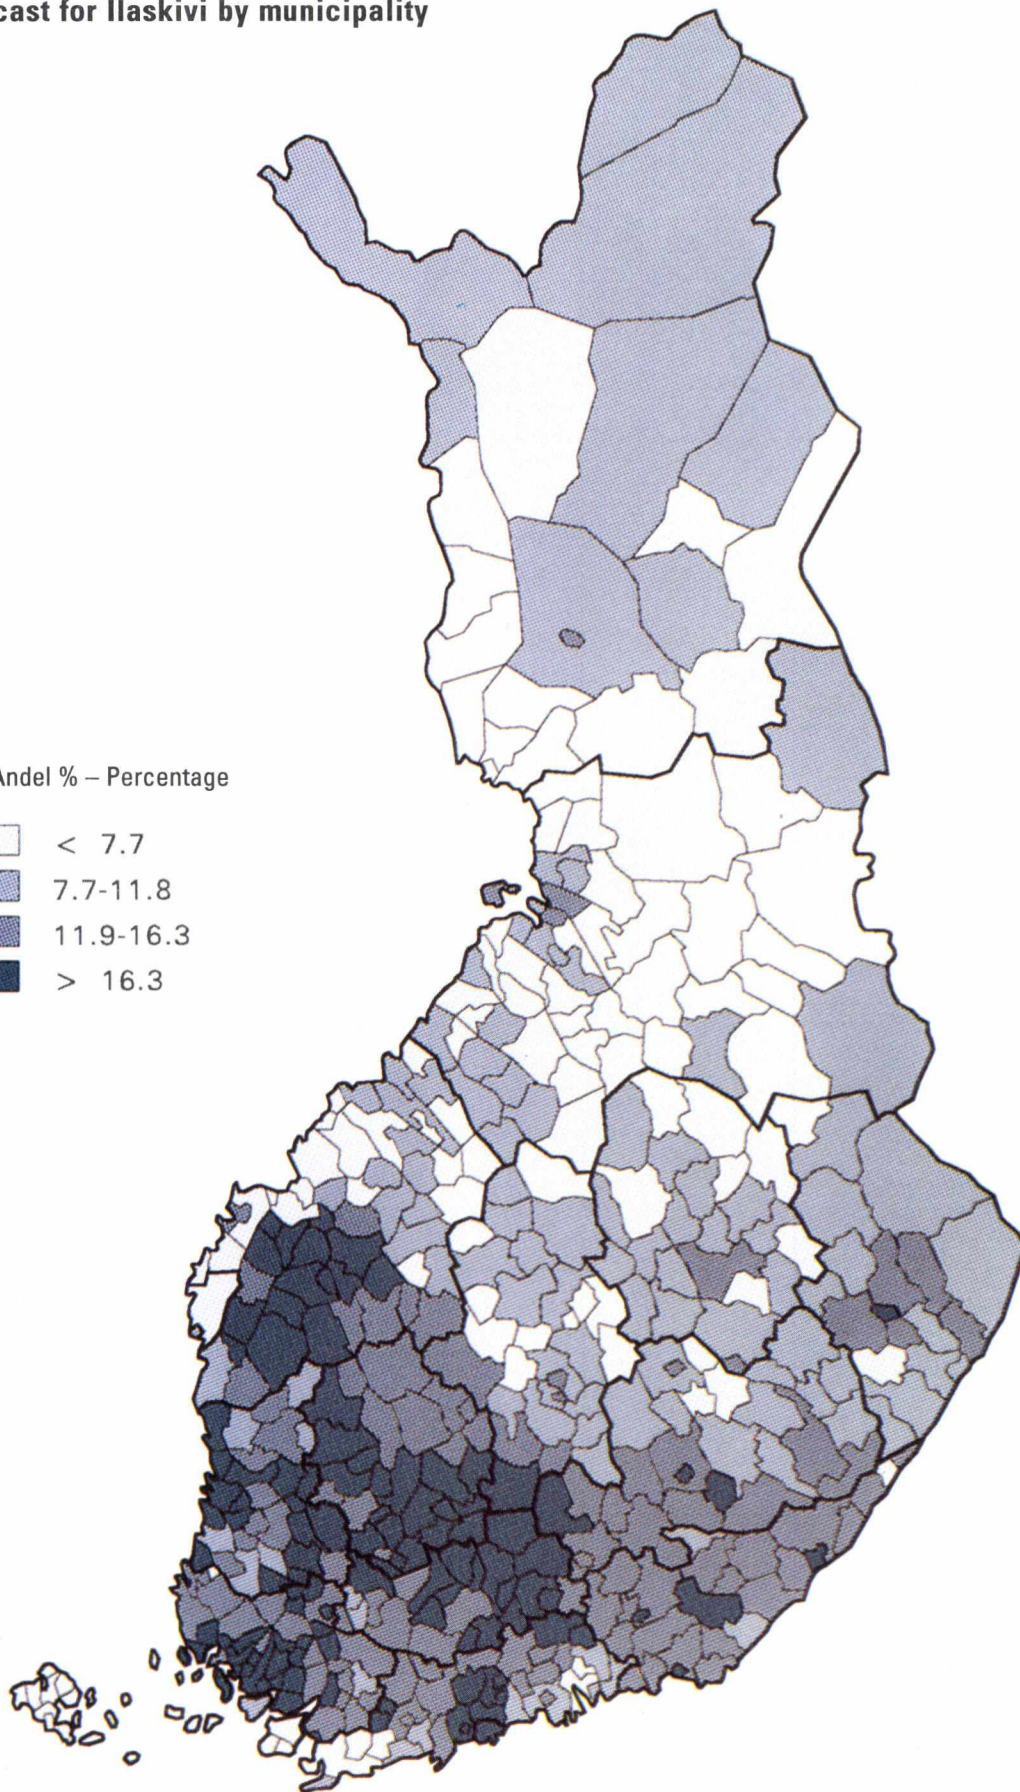 cast for Ilaskivi by municipality
Andel % – Percentage
< 7.7
7.7-11.8
11.9-16.3
> 16.3